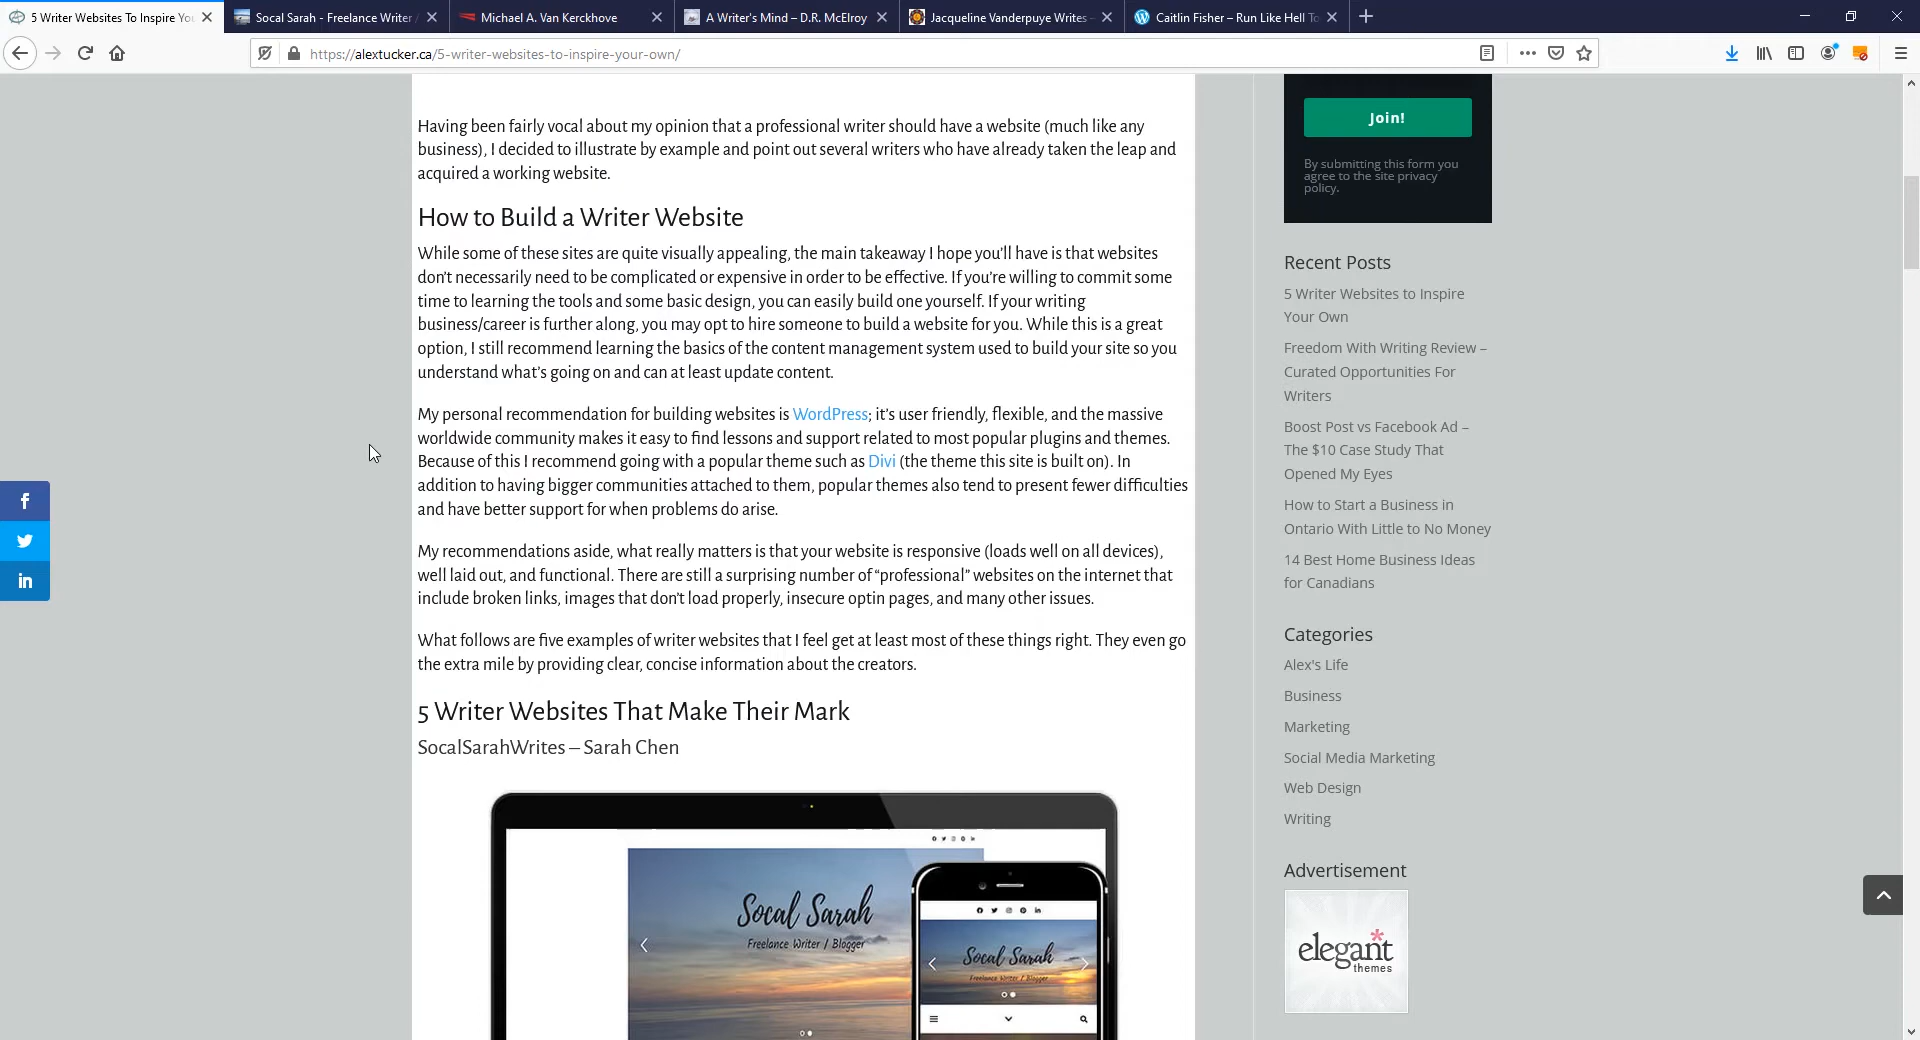 5 Writer Websites To Inspire Yo
Socal Sarah - Freelance Writer /
Michael A. Van Kerckhove
A Writer's Mind – D.R. McElroy
Jacqueline Vanderpuye Writes -
Caitlin Fisher – Run Like Hell To
https://alextucker.ca/5-writer-websites-to-inspire-your-own/
Having been fairly vocal about my opinion that a professional writer should have a website (much like any
business), I decided to illustrate by example and point out several writers who have already taken the leap and
acquired a working website.
How to Build a Writer Website
While some of these sites are quite visually appealing, the main takeaway I hope you'll have is that websites
don't necessarily need to be complicated or expensive in order to be effective. If you're willing to commit some
time to learning the tools and some basic design, you can easily build one yourself. If your writing
business/career is further along, you may opt to hire someone to build a website for you. While this is a great
option, I still recommend learning the basics of the content management system used to build your site so you
understand what's going on and can at least update content.
My personal recommendation for building websites is WordPress; it's user friendly, flexible, and the massive
worldwide community makes it easy to find lessons and support related to most popular plugins and themes.
Because of this I recommend going with a popular theme such as Divi (the theme this site is built on). In
addition to having bigger communities attached to them, popular themes also tend to present fewer difficulties
and have better support for when problems do arise.
My recommendations aside, what really matters is that your website is responsive (loads well on all devices),
well laid out, and functional. There are still a surprising number of “professional” websites on the internet that
include broken links, images that don't load properly, insecure optin pages, and many other issues.
What follows are five examples of writer websites that I feel get at least most of these things right. They even go
the extra mile by providing clear, concise information about the creators.
5 Writer Websites That Make Their Mark
SocalSarahWrites – Sarah Chen
Socal Sarah
Freelance Writer / Blogger
Socal Sarah
Freelance Writer / Blogger
Join!
By submitting this form you
agree to the site privacy
policy.
Recent Posts
5 Writer Websites to Inspire
Your Own
Freedom With Writing Review –
Curated Opportunities For
Writers
Boost Post vs Facebook Ad –
The $10 Case Study That
Opened My Eyes
How to Start a Business in
Ontario With Little to No Money
14 Best Home Business Ideas
for Canadians
Categories
Alex's Life
Business
Marketing
Social Media Marketing
Web Design
Writing
Advertisement
elegant
themes